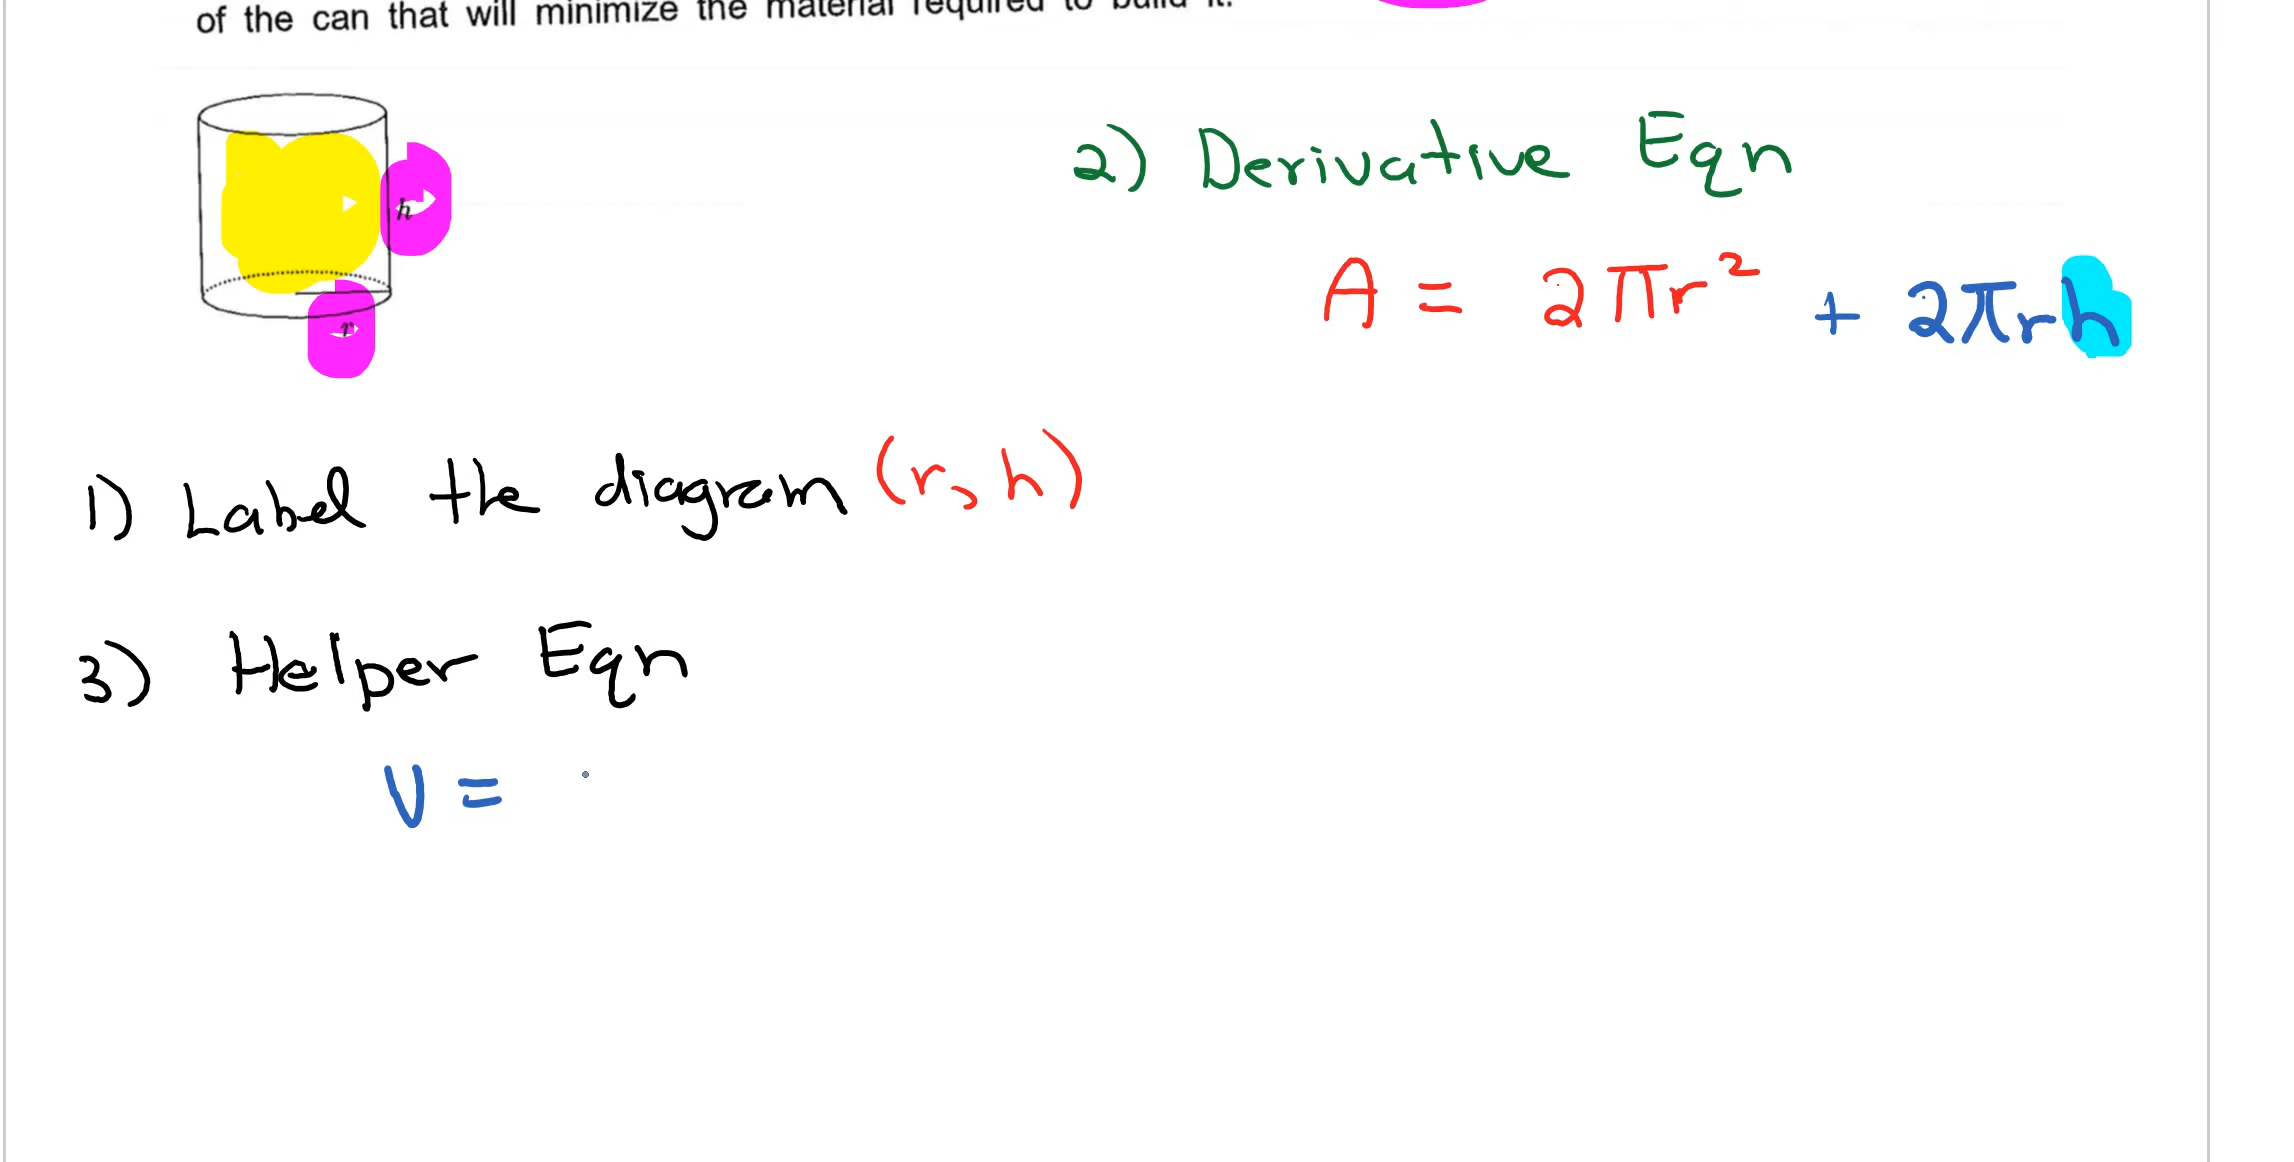 of the can that will minimize the material required to build it.
h
r
2) Derivative Eqn
A = 2πr² + 2πrh
1) Label the diagram (r, h)
3) Helper Eqn
V =